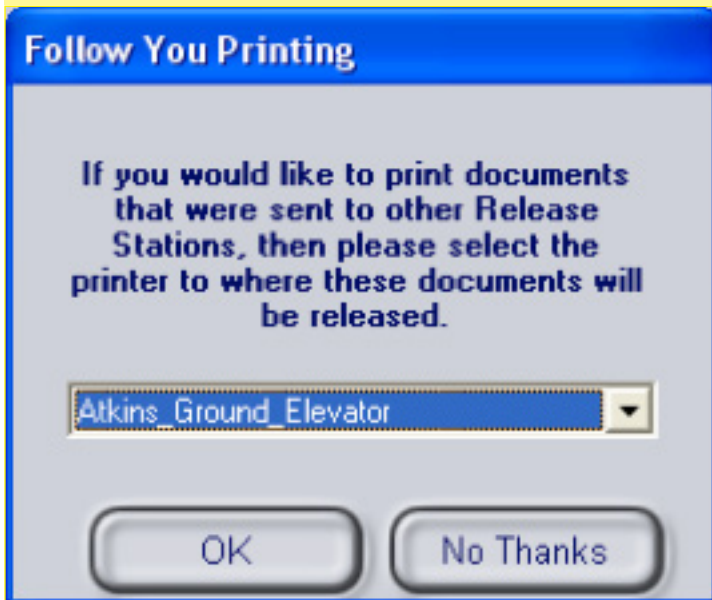 Follow You Printing
If you would like to print documents
that were sent to other Release
Stations, then please select the
printer to where these documents will
be released.
Atkins_Ground_Elevator
OK No Thanks